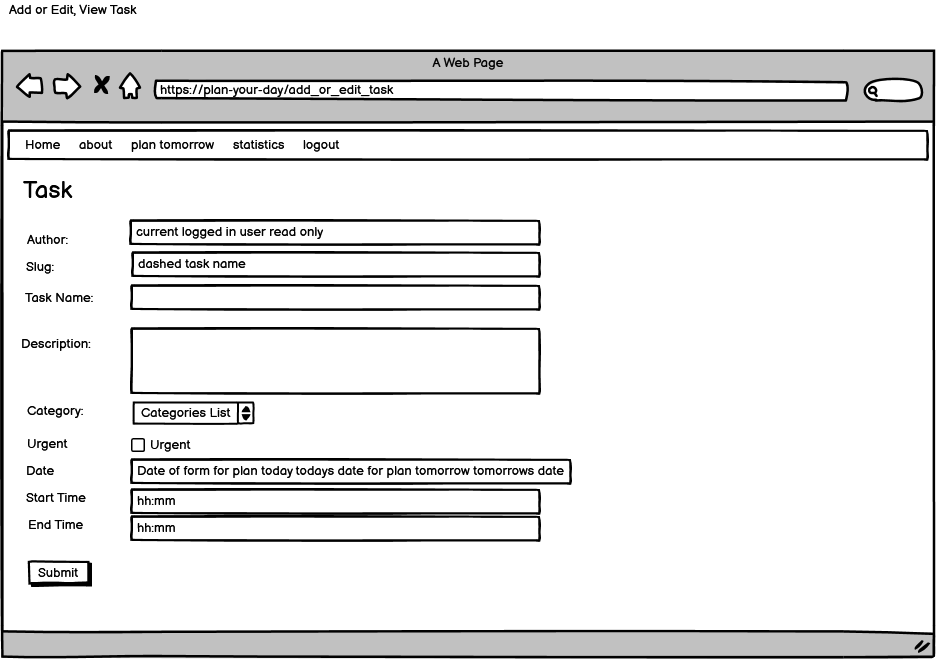 Add or Edit, View Task
A Web Page
https://plan-your-day/add_or_edit_task
Home about plan tomorrow statistics logout
Task
Author: current logged in user read only
Slug: dashed task name
Task Name:
Description:
Category: Categories List
Urgent Urgent
Date Date of form for plan today todays date for plan tomorrow tomorrows date
Start Time hh:mm
End Time hh:mm
Submit